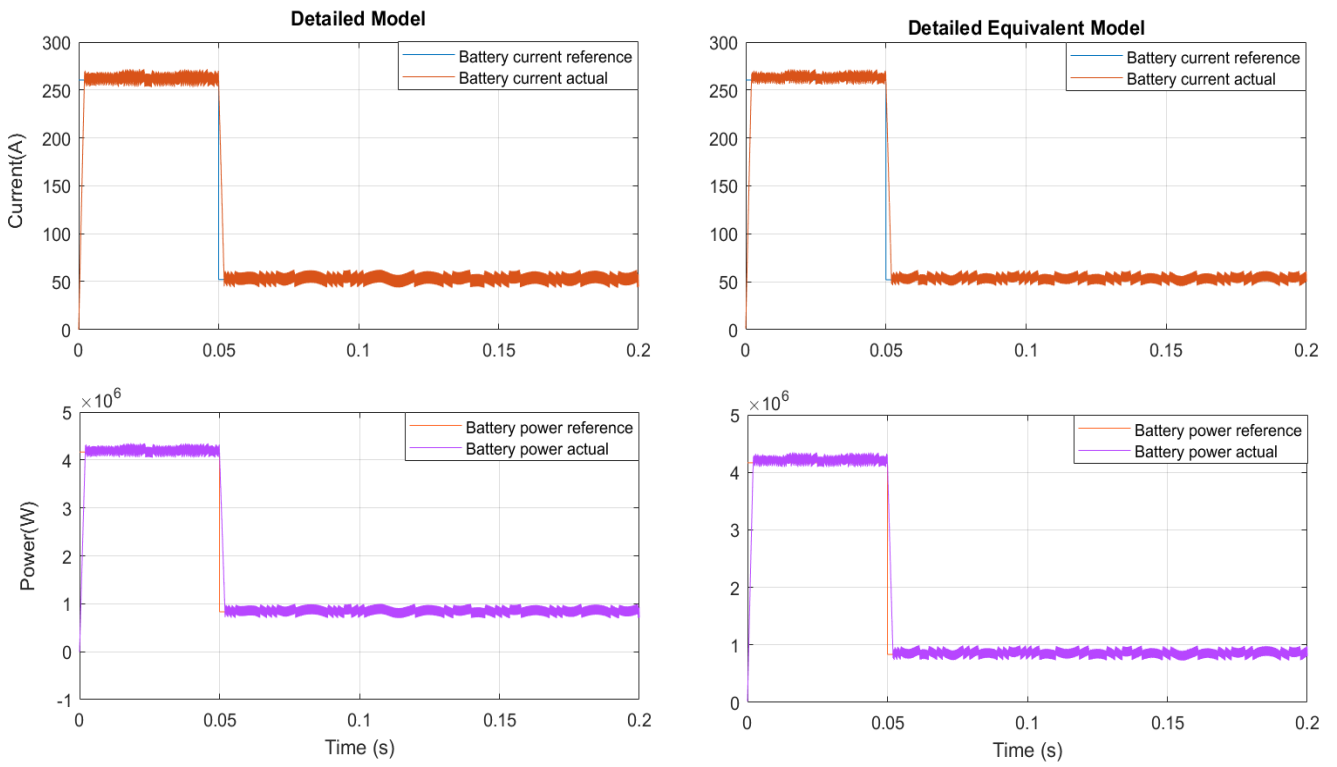 Detailed Model
300
250
200
150
100
50
0
Current(A)
0 0.05 0.1 0.15 0.2
Battery current reference
Battery current actual
Detailed Equivalent Model
300
250
200
150
100
50
0
0 0.05 0.1 0.15 0.2
Battery current reference
Battery current actual
×10⁶
5
4
3
2
1
0
-1
Power(W)
0 0.05 0.1 0.15 0.2
Time (s)
Battery power reference
Battery power actual
×10⁶
5
4
3
2
1
0
0 0.05 0.1 0.15 0.2
Time (s)
Battery power reference
Battery power actual